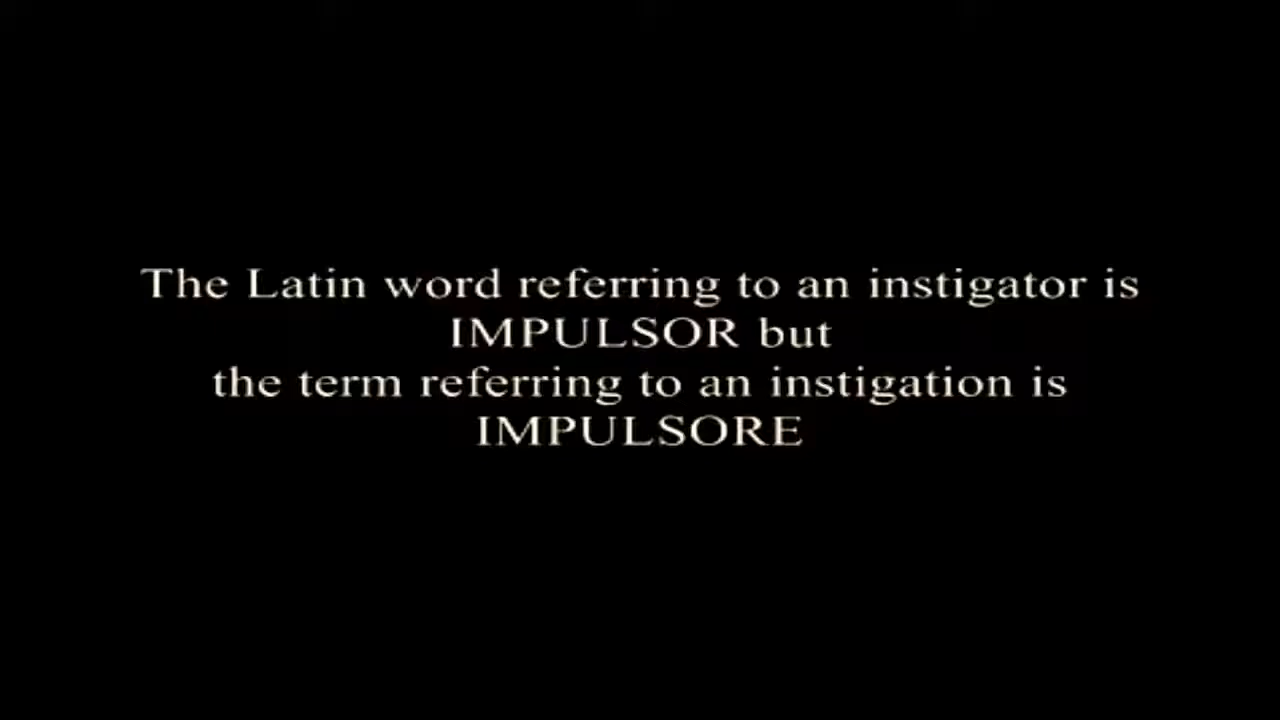 The Latin word referring to an instigator is
IMPULSOR but
the term referring to an instigation is
IMPULSORE